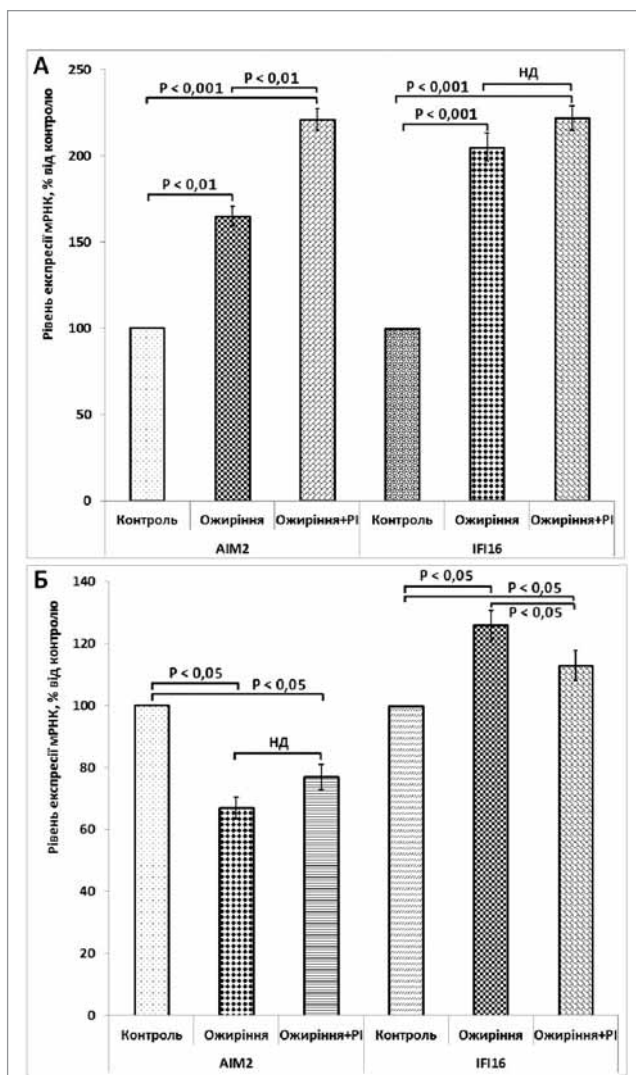 А
Рівень експресії мРНК, % від контролю
250
200
150
100
50
0
P < 0,01
P < 0,001
P < 0,01
НД
P < 0,001
P < 0,001
Контроль
Ожиріння
Ожиріння+РІ
Контроль
Ожиріння
Ожиріння+РІ
AIM2
IFI16
Б
Рівень експресії мРНК, % від контролю
140
120
100
80
60
40
20
0
P < 0,05
P < 0,05
P < 0,05
P < 0,05
P < 0,05
НД
Контроль
Ожиріння
Ожиріння+РІ
Контроль
Ожиріння
Ожиріння+РІ
AIM2
IFI16